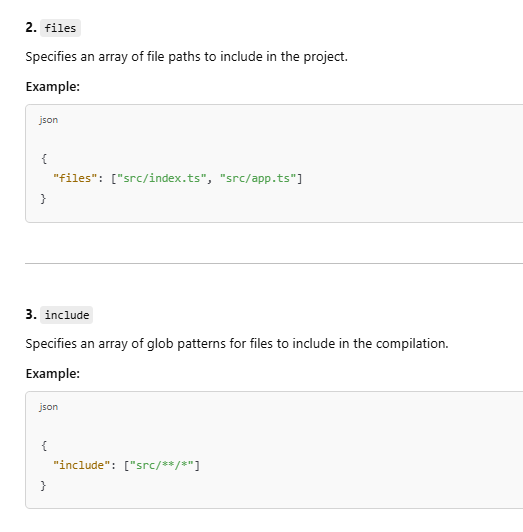 2. files
Specifies an array of file paths to include in the project.
Example:
json
{
  "files": ["src/index.ts", "src/app.ts"]
}
3. include
Specifies an array of glob patterns for files to include in the compilation.
Example:
json
{
  "include": ["src/**/*"]
}